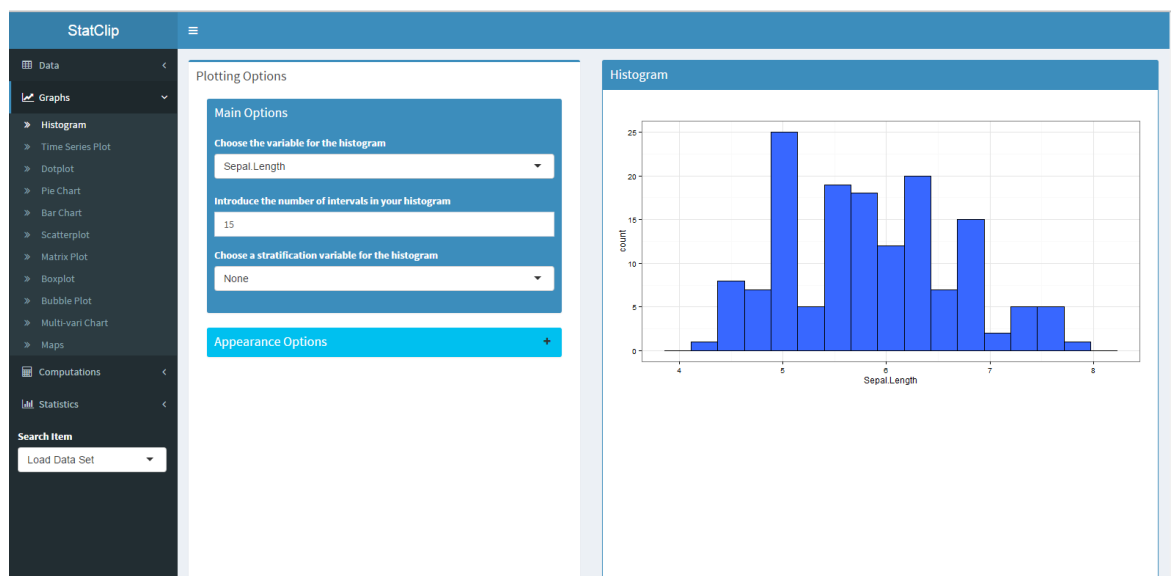 StatClip
Data
Graphs
Histogram
Time Series Plot
Dotplot
Pie Chart
Bar Chart
Scatterplot
Matrix Plot
Boxplot
Bubble Plot
Multi-vari Chart
Maps
Computations
Statistics
Search Item
Load Data Set
Plotting Options
Main Options
Choose the variable for the histogram
Sepal.Length
Introduce the number of intervals in your histogram
15
Choose a stratification variable for the histogram
None
Appearance Options +
Histogram
25
20
15
10
5
0
count
4 5 6 7 8
Sepal.Length